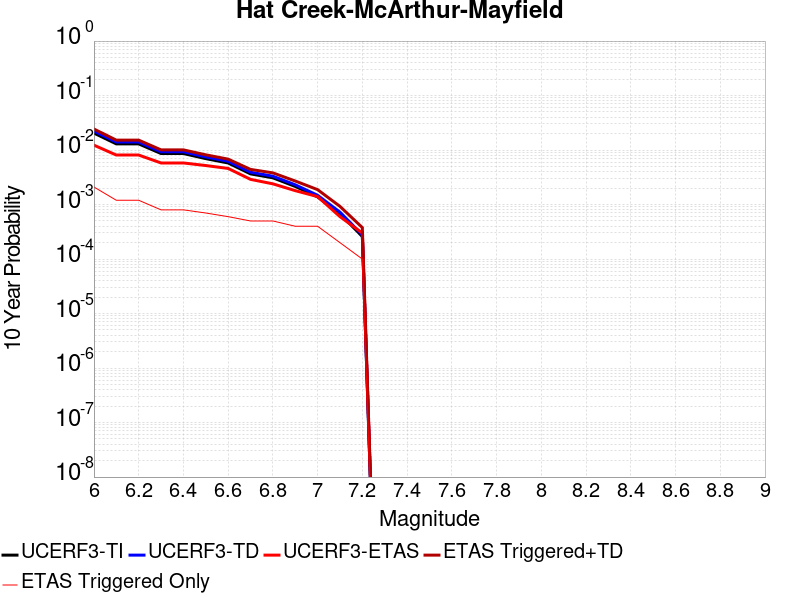 Hat Creek-McArthur-Mayfield
10 Year Probability
10^0
10^-1
10^-2
10^-3
10^-4
10^-5
10^-6
10^-7
10^-8
6 6.2 6.4 6.6 6.8 7 7.2 7.4 7.6 7.8 8 8.2 8.4 8.6 8.8 9
Magnitude
UCERF3-TI UCERF3-TD UCERF3-ETAS ETAS Triggered+TD
ETAS Triggered Only